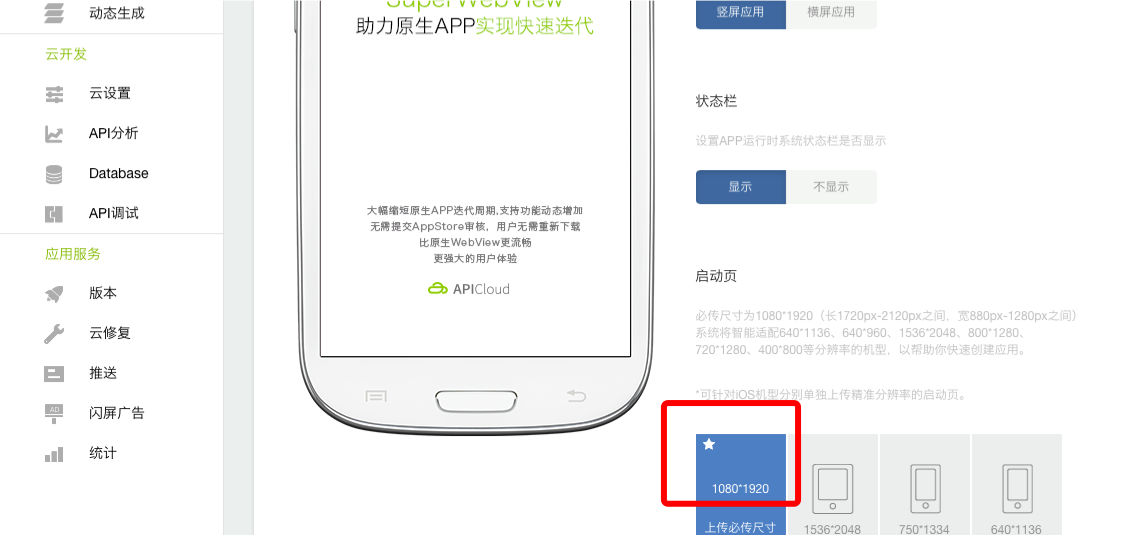 动态生成
云开发
云设置
API分析
Database
API调试
应用服务
版本
云修复
推送
AD
闪屏广告
统计
SuperWebView
助力原生APP实现快速迭代
大幅缩短原生APP迭代周期,支持功能动态增加
无需提交AppStore审核，用户无需重新下载
比原生WebView更流畅
更强大的用户体验
APICloud
竖屏应用
横屏应用
状态栏
设置APP运行时系统状态栏是否显示
显示
不显示
启动页
必传尺寸为1080*1920（长1720px-2120px之间，宽880px-1280px之间）
系统将智能适配640*1136、640*960、1536*2048、800*1280、
720*1280、400*800等分辨率的机型，以帮助你快速创建应用。
*可针对iOS机型分别单独上传精准分辨率的启动页。
1080*1920
上传必传尺寸
1536*2048
750*1334
640*1136